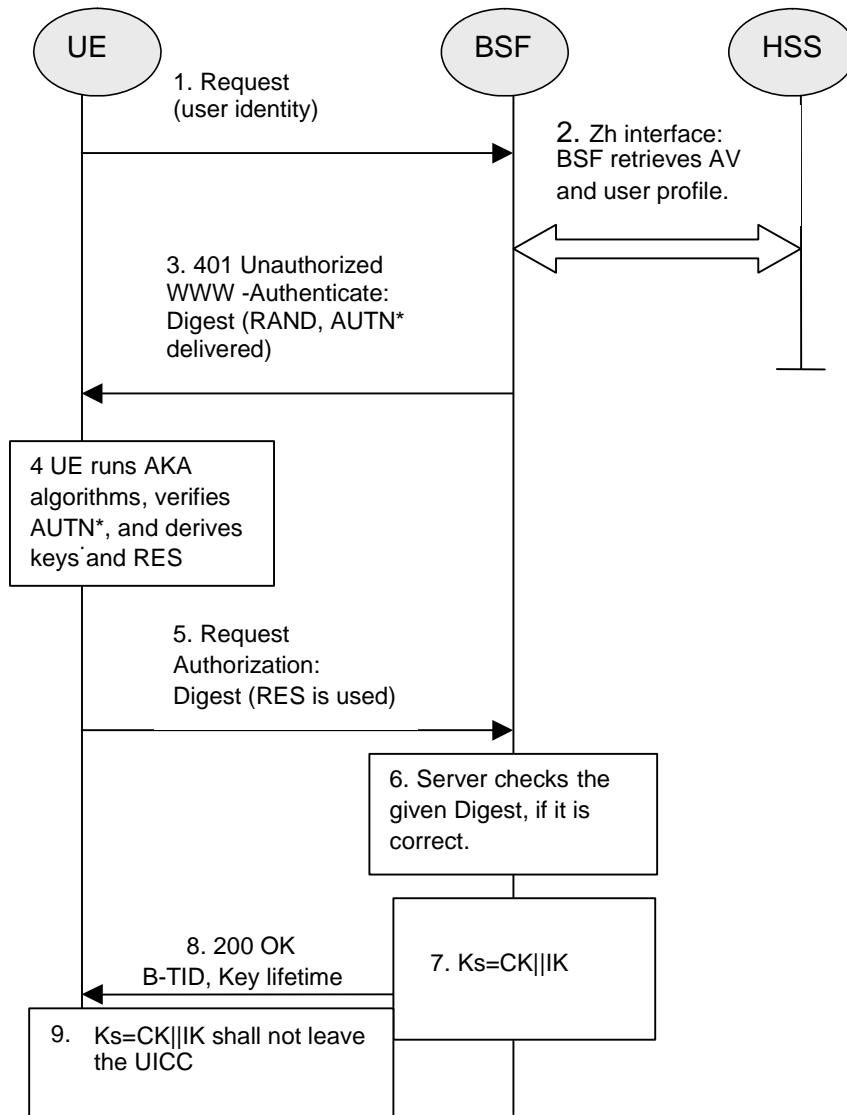 UE
BSF
HSS
1. Request
(user identity)
2. Zh interface:
BSF retrieves AV
and user profile.
3. 401 Unauthorized
WWW -Authenticate:
Digest (RAND, AUTN*
delivered)
4 UE runs AKA
algorithms, verifies
AUTN*, and derives
keys and RES
5. Request
Authorization:
Digest (RES is used)
6. Server checks the
given Digest, if it is
correct.
7. Ks=CK||IK
8. 200 OK
B-TID, Key lifetime
9. Ks=CK||IK shall not leave
the UICC